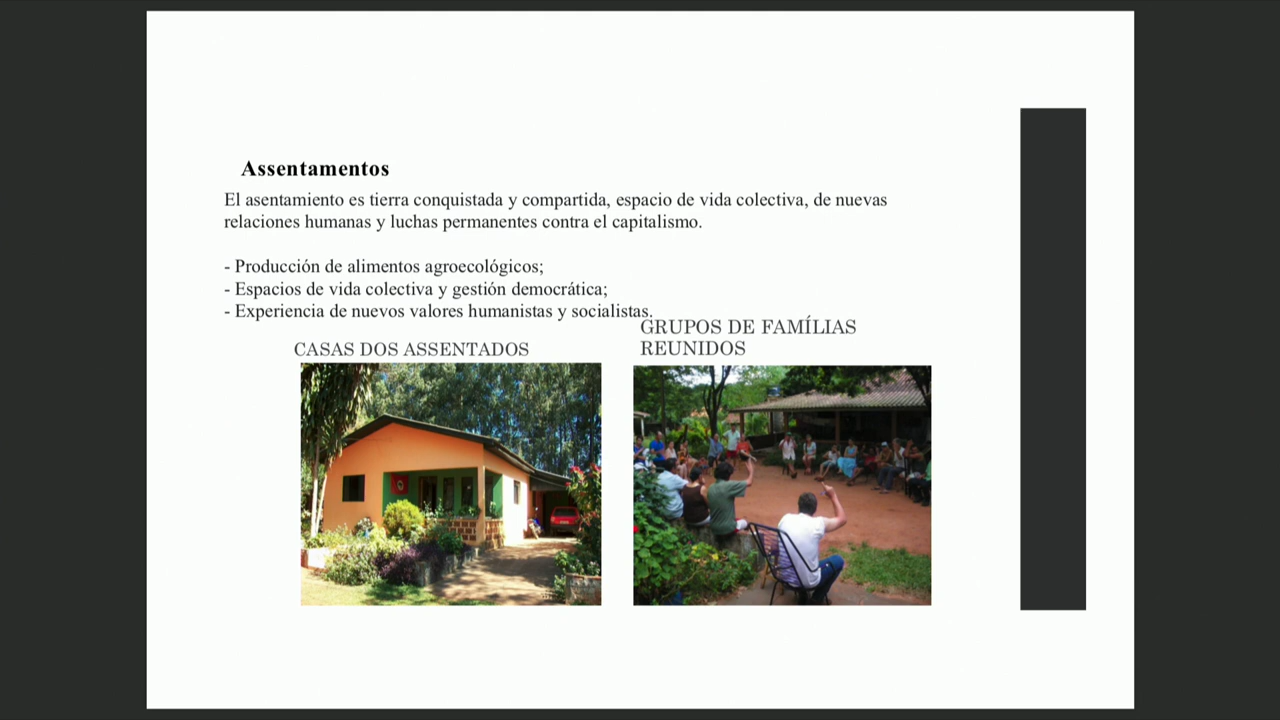 Assentamentos
El asentamiento es tierra conquistada y compartida, espacio de vida colectiva, de nuevas
relaciones humanas y luchas permanentes contra el capitalismo.
- Producción de alimentos agroecológicos;
- Espacios de vida colectiva y gestión democrática;
- Experiencia de nuevos valores humanistas y socialistas.
CASAS DOS ASSENTADOS
GRUPOS DE FAMÍLIAS
REUNIDOS